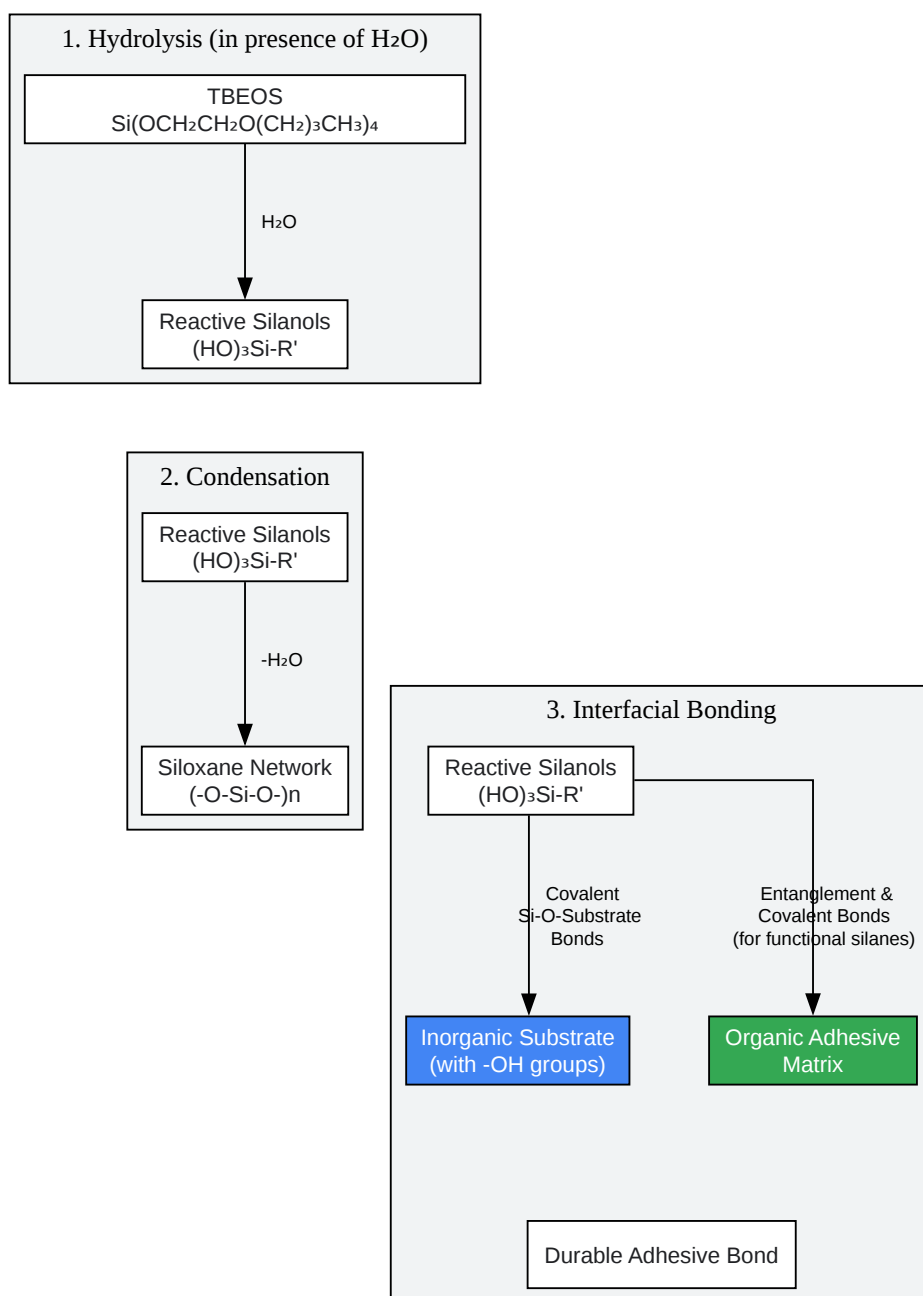 1. Hydrolysis (in presence of H₂O)
TBEOS
Si(OCH₂CH₂O(CH₂)₃CH₃)₄
H₂O
Reactive Silanols
(HO)₃Si-R'
2. Condensation
Reactive Silanols
(HO)₃Si-R'
-H₂O
Siloxane Network
(-O-Si-O-)n
3. Interfacial Bonding
Reactive Silanols
(HO)₃Si-R'
Covalent
Si-O-Substrate
Bonds
Entanglement &
Covalent Bonds
(for functional silanes)
Inorganic Substrate
(with -OH groups)
Organic Adhesive
Matrix
Durable Adhesive Bond